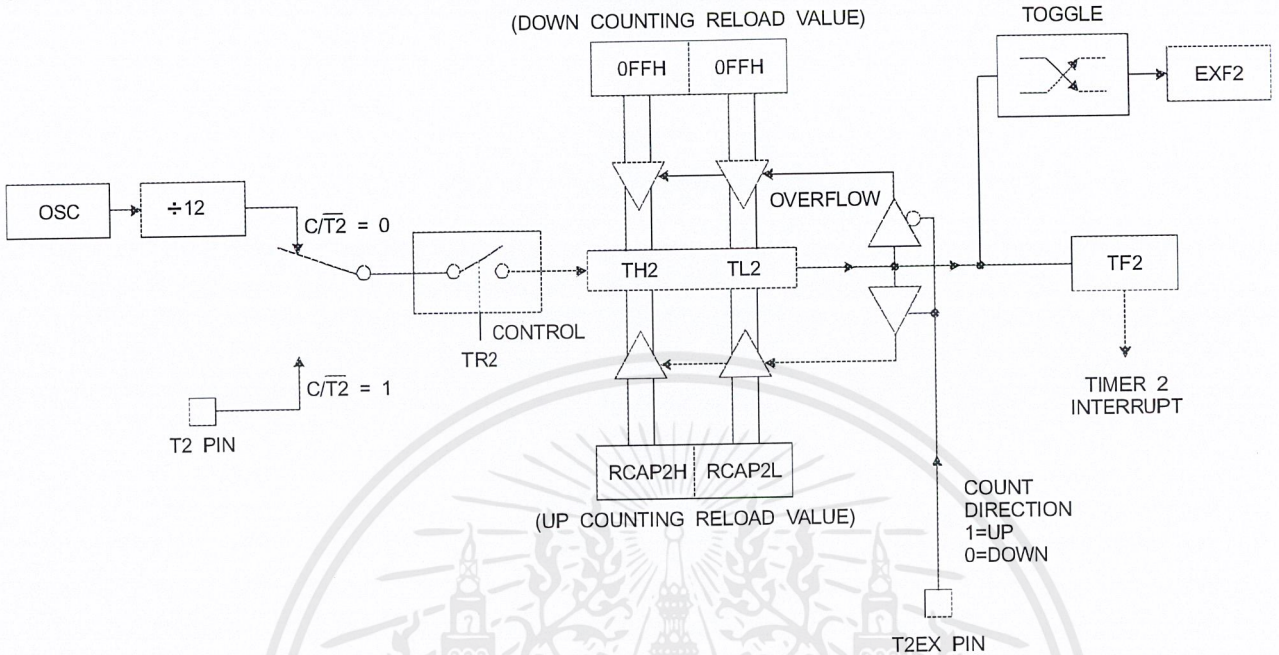 (DOWN COUNTING RELOAD VALUE)
TOGGLE
0FFH 0FFH
EXF2
OSC
÷12
C/T2̅ = 0
OVERFLOW
TH2 TL2
TF2
CONTROL
TR2
C/T2̅ = 1
T2 PIN
TIMER 2
INTERRUPT
RCAP2H RCAP2L
(UP COUNTING RELOAD VALUE)
COUNT
DIRECTION
1=UP
0=DOWN
T2EX PIN